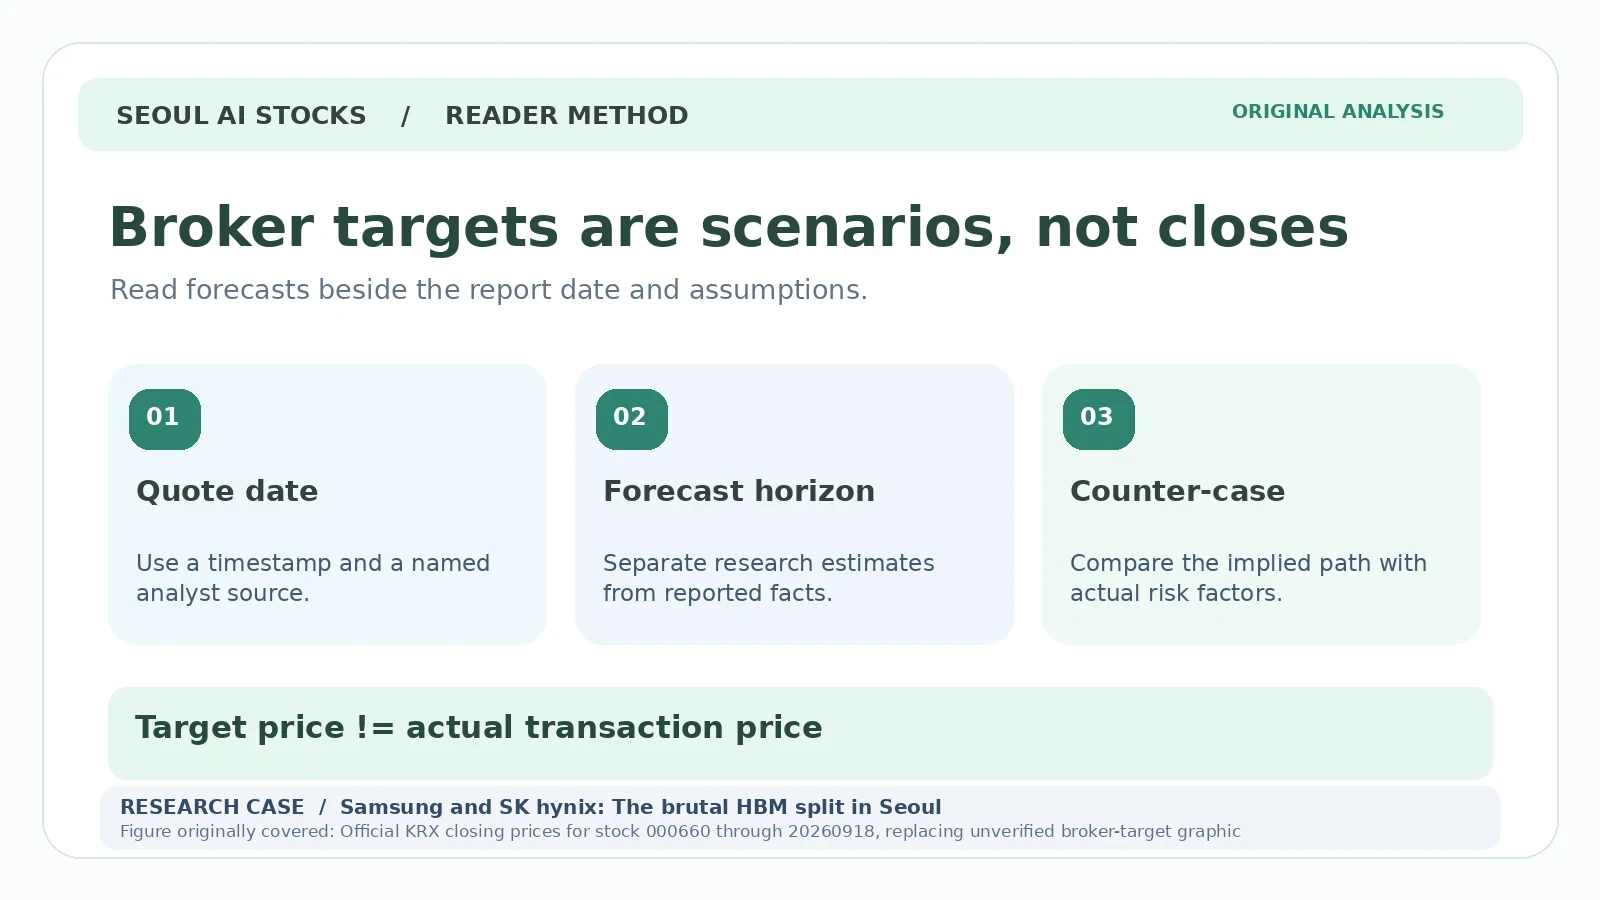 SEOUL AI STOCKS / READER METHOD
ORIGINAL ANALYSIS
Broker targets are scenarios, not closes
Read forecasts beside the report date and assumptions.
01
Quote date
Use a timestamp and a named
analyst source.
02
Forecast horizon
Separate research estimates
from reported facts.
03
Counter-case
Compare the implied path with
actual risk factors.
Target price != actual transaction price
RESEARCH CASE / Samsung and SK hynix: The brutal HBM split in Seoul
Figure originally covered: Official KRX closing prices for stock 000660 through 20260918, replacing unverified broker-target graphic